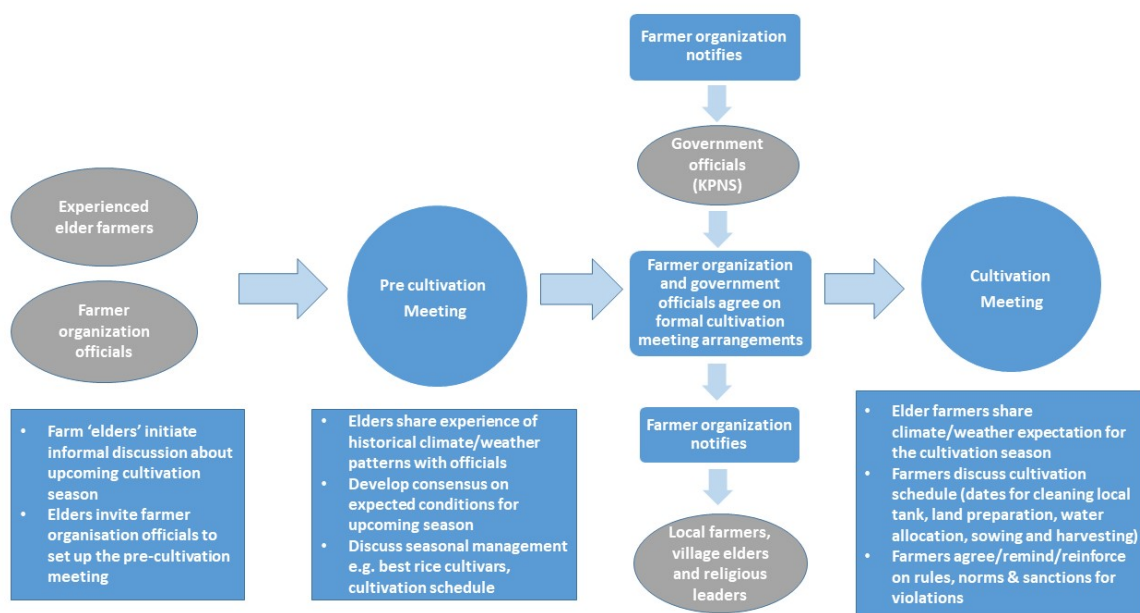 Experienced
elder farmers
Farmer
organization
officials
• Farm ‘elders’ initiate
informal discussion about
upcoming cultivation
season
• Elders invite farmer
organisation officials to
set up the pre-cultivation
meeting
Pre cultivation
Meeting
• Elders share experience of
historical climate/weather
patterns with officials
• Develop consensus on
expected conditions for
upcoming season
• Discuss seasonal management
e.g. best rice cultivars,
cultivation schedule
Farmer organization
notifies
Government
officials
(KPNS)
Farmer organization
and government
officials agree on
formal cultivation
meeting arrangements
Farmer organization
notifies
Local farmers,
village elders
and religious
leaders
Cultivation
Meeting
• Elder farmers share
climate/weather expectation for
the cultivation season
• Farmers discuss cultivation
schedule (dates for cleaning local
tank, land preparation, water
allocation, sowing and harvesting)
• Farmers agree/remind/reinforce
on rules, norms & sanctions for
violations